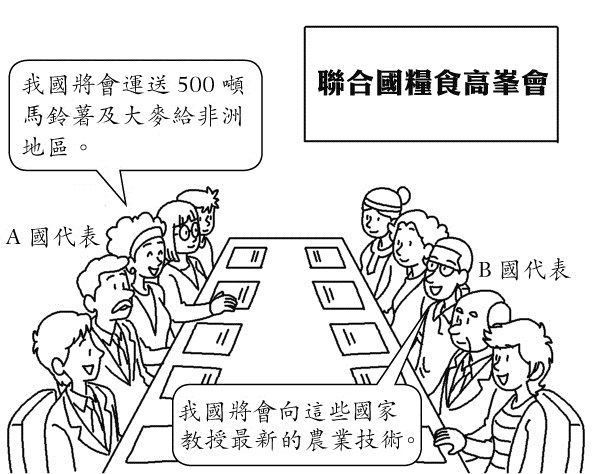 聯合國糧食高峯會
我國將會運送 500 噸
馬鈴薯及大麥給非洲
地區。
A 國代表
B 國代表
我國將會向這些國家
教授最新的農業技術。